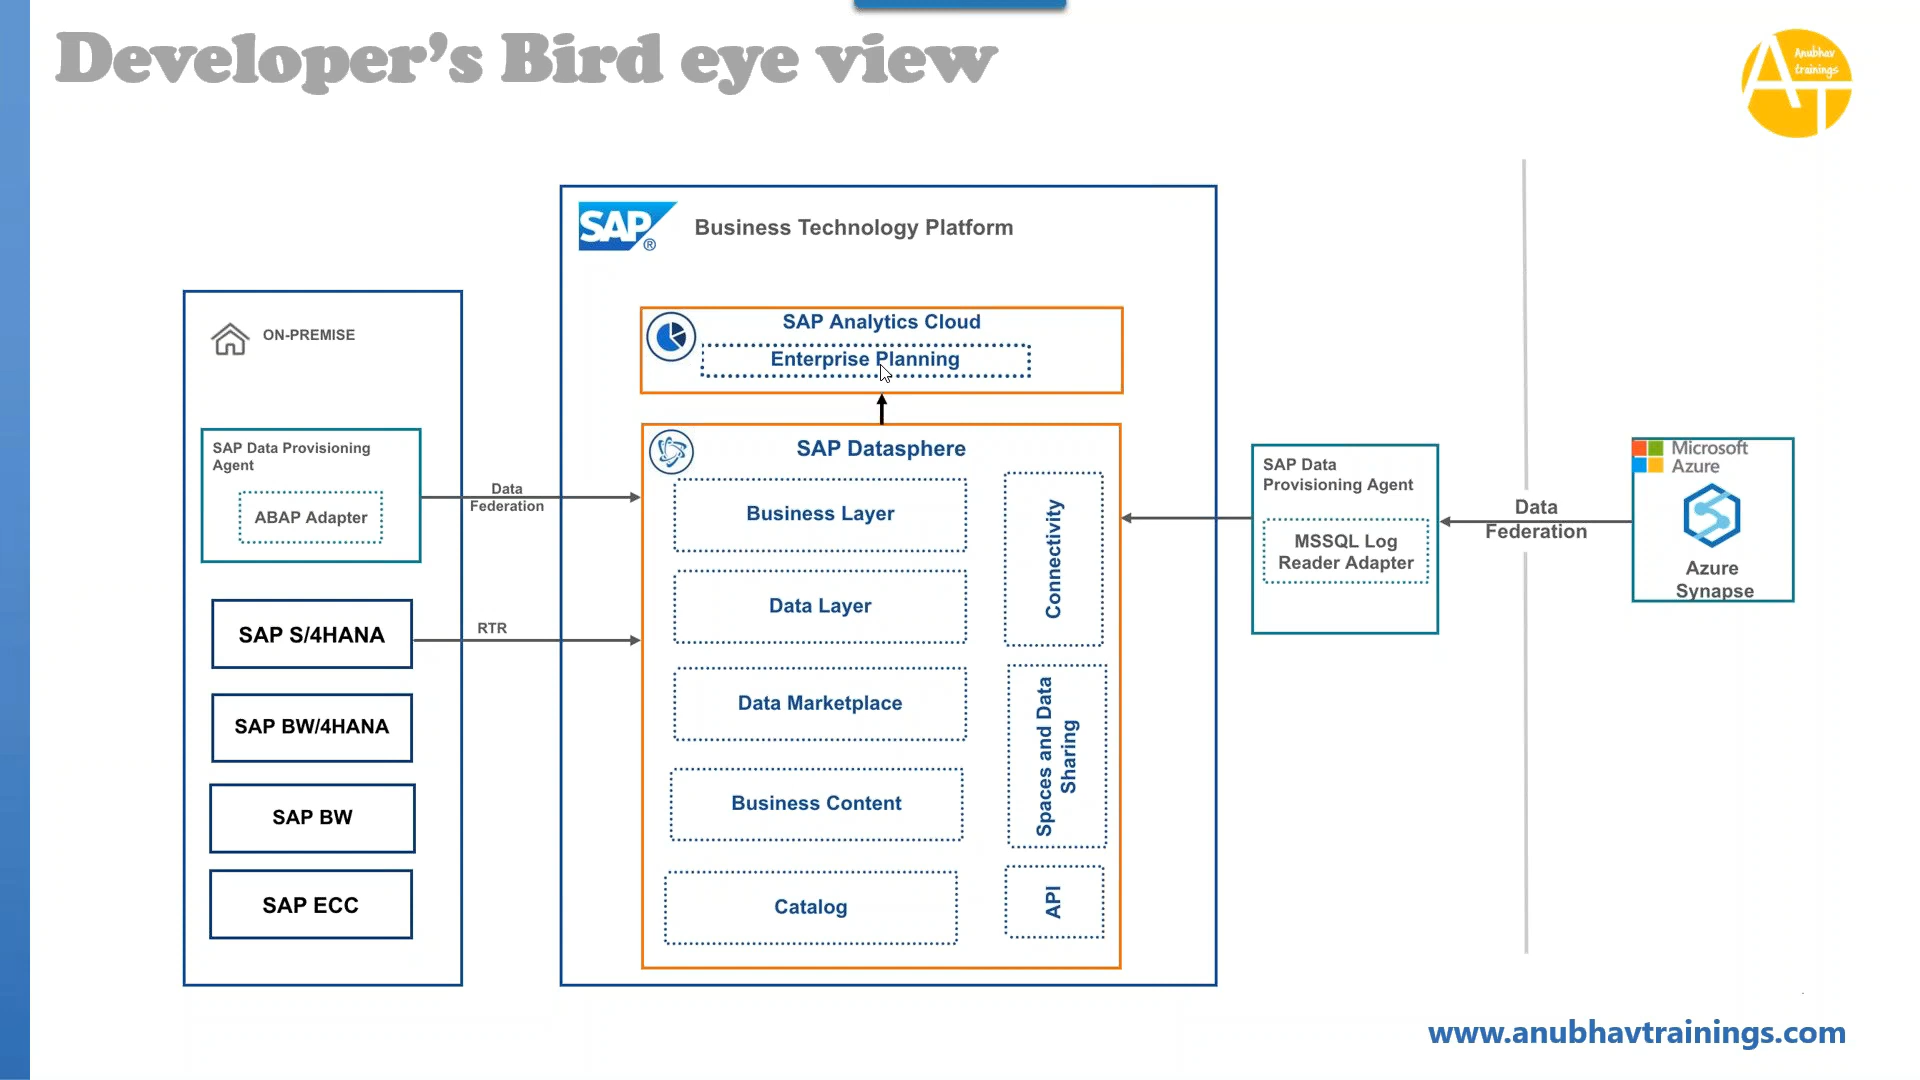 Developer's Bird eye view
Anubhav
trainings
AT
SAP®
Business Technology Platform
ON-PREMISE
SAP Data Provisioning
Agent
ABAP Adapter
SAP S/4HANA
SAP BW/4HANA
SAP BW
SAP ECC
Data
Federation
RTR
SAP Analytics Cloud
Enterprise Planning
SAP Datasphere
Business Layer
Data Layer
Data Marketplace
Business Content
Catalog
Connectivity
Spaces and Data
Sharing
API
SAP Data
Provisioning Agent
MSSQL Log
Reader Adapter
Data
Federation
Microsoft
Azure
Azure
Synapse
www.anubhavtrainings.com